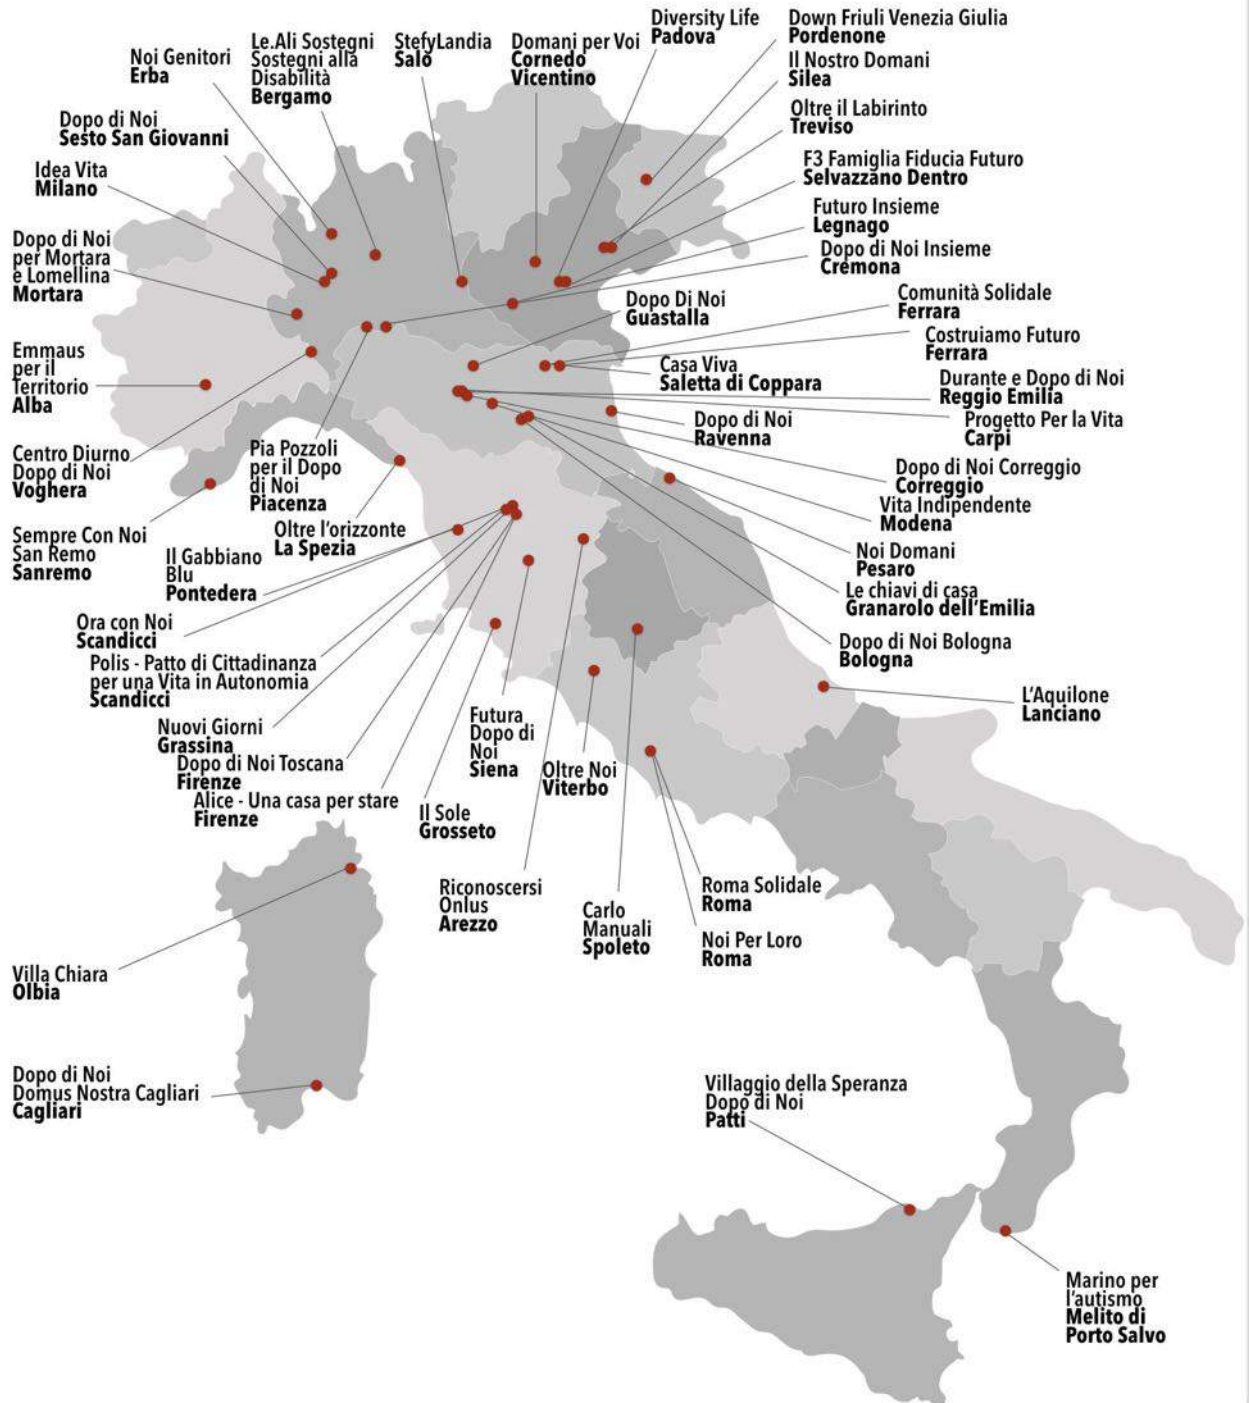 Noi Genitori
Erba
Le.Ali Sostegni
Sostegni alla
Disabilità
Bergamo
StefyLandia
Salò
Domani per Voi
Cornedo
Vicentino
Diversity Life
Padova
Down Friuli Venezia Giulia
Pordenone
Il Nostro Domani
Silea
Oltre il Labirinto
Treviso
F3 Famiglia Fiducia Futuro
Selvazzano Dentro
Futuro Insieme
Legnago
Dopo di Noi Insieme
Cremona
Comunità Solidale
Ferrara
Costruiamo Futuro
Ferrara
Durante e Dopo di Noi
Reggio Emilia
Progetto Per la Vita
Carpi
Dopo di Noi Correggio
Correggio
Vita Indipendente
Modena
Noi Domani
Pesaro
Le chiavi di casa
Granarolo dell'Emilia
Dopo di Noi Bologna
Bologna
L'Aquilone
Lanciano
Dopo di Noi
Sesto San Giovanni
Idea Vita
Milano
Dopo di Noi
per Mortara
e Lomellina
Mortara
Emmaus
per il
Territorio
Alba
Centro Diurno
Dopo di Noi
Voghera
Sempre Con Noi
San Remo
Sanremo
Pia Pozzoli
per il Dopo
di Noi
Piacenza
Oltre l'orizzonte
La Spezia
Dopo Di Noi
Guastalla
Casa Viva
Saletta di Coppara
Dopo di Noi
Ravenna
Il Gabbiano
Blu
Pontedera
Ora con Noi
Scandicci
Polis - Patto di Cittadinanza
per una Vita in Autonomia
Scandicci
Nuovi Giorni
Grassina
Dopo di Noi Toscana
Firenze
Alice - Una casa per stare
Firenze
Il Sole
Grosseto
Futura
Dopo di
Noi
Siena
Oltre Noi
Viterbo
Riconoscersi
Onlus
Arezzo
Carlo
Manuali
Spoleto
Roma Solidale
Roma
Noi Per Loro
Roma
Villa Chiara
Olbia
Dopo di Noi
Domus Nostra Cagliari
Cagliari
Villaggio della Speranza
Dopo di Noi
Patti
Marino per
l'autismo
Melito di
Porto Salvo